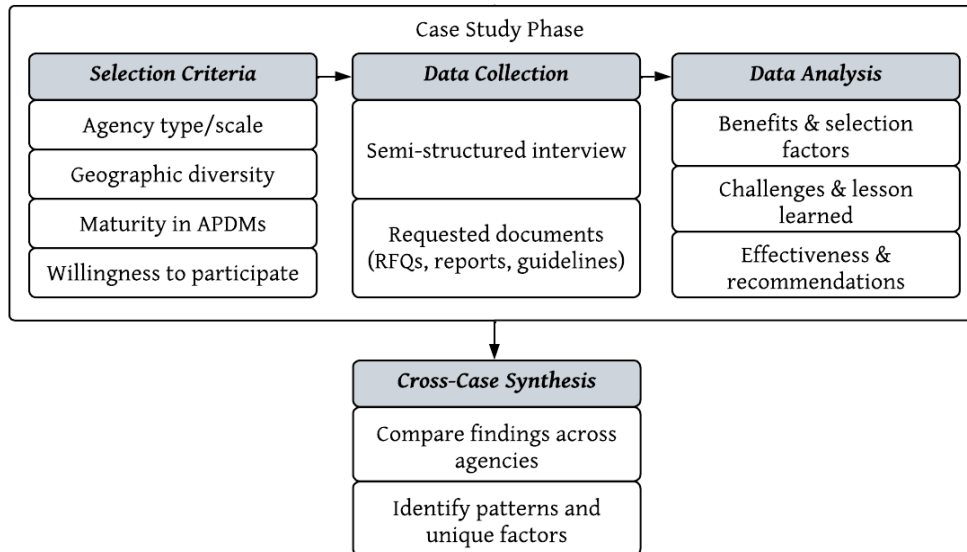 Case Study Phase
Selection Criteria
Agency type/scale
Geographic diversity
Maturity in APDMs
Willingness to participate
Data Collection
Semi-structured interview
Requested documents
(RFQs, reports, guidelines)
Data Analysis
Benefits & selection
factors
Challenges & lesson
learned
Effectiveness &
recommendations
Cross-Case Synthesis
Compare findings across
agencies
Identify patterns and
unique factors